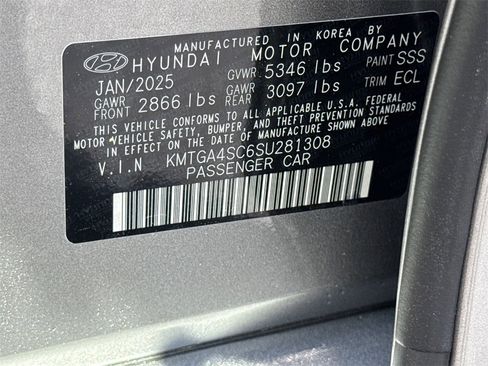 MANUFACTURED IN KOREA BY
HYUNDAI MOTOR COMPANY
JAN/2025 GVWR 5346 lbs PAINT SSS
GAWR FRONT 2866 lbs GAWR REAR 3097 lbs TRIM ECL
THIS VEHICLE CONFORMS TO ALL APPLICABLE U.S.A. FEDERAL
MOTOR VEHICLE SAFETY, BUMPER, AND THEFT PREVENTION STANDARDS
IN EFFECT ON THE DATE OF MANUFACTURE SHOWN ABOVE.
V.I.N KMTGA4SC6SU281308
PASSENGER CAR